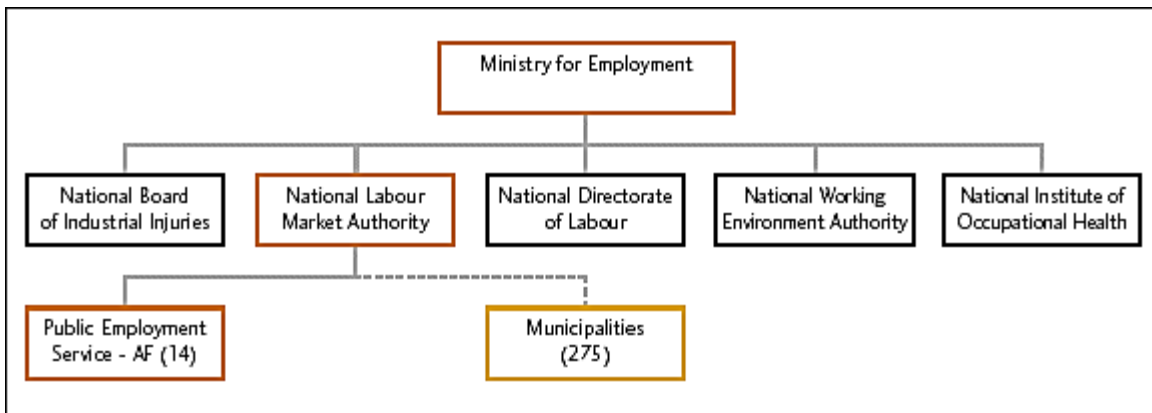 Ministry for Employment
National Board
of Industrial Injuries
National Labour
Market Authority
National Directorate
of Labour
National Working
Environment Authority
National Institute of
Occupational Health
Public Employment
Service - AF (14)
Municipalities
(275)